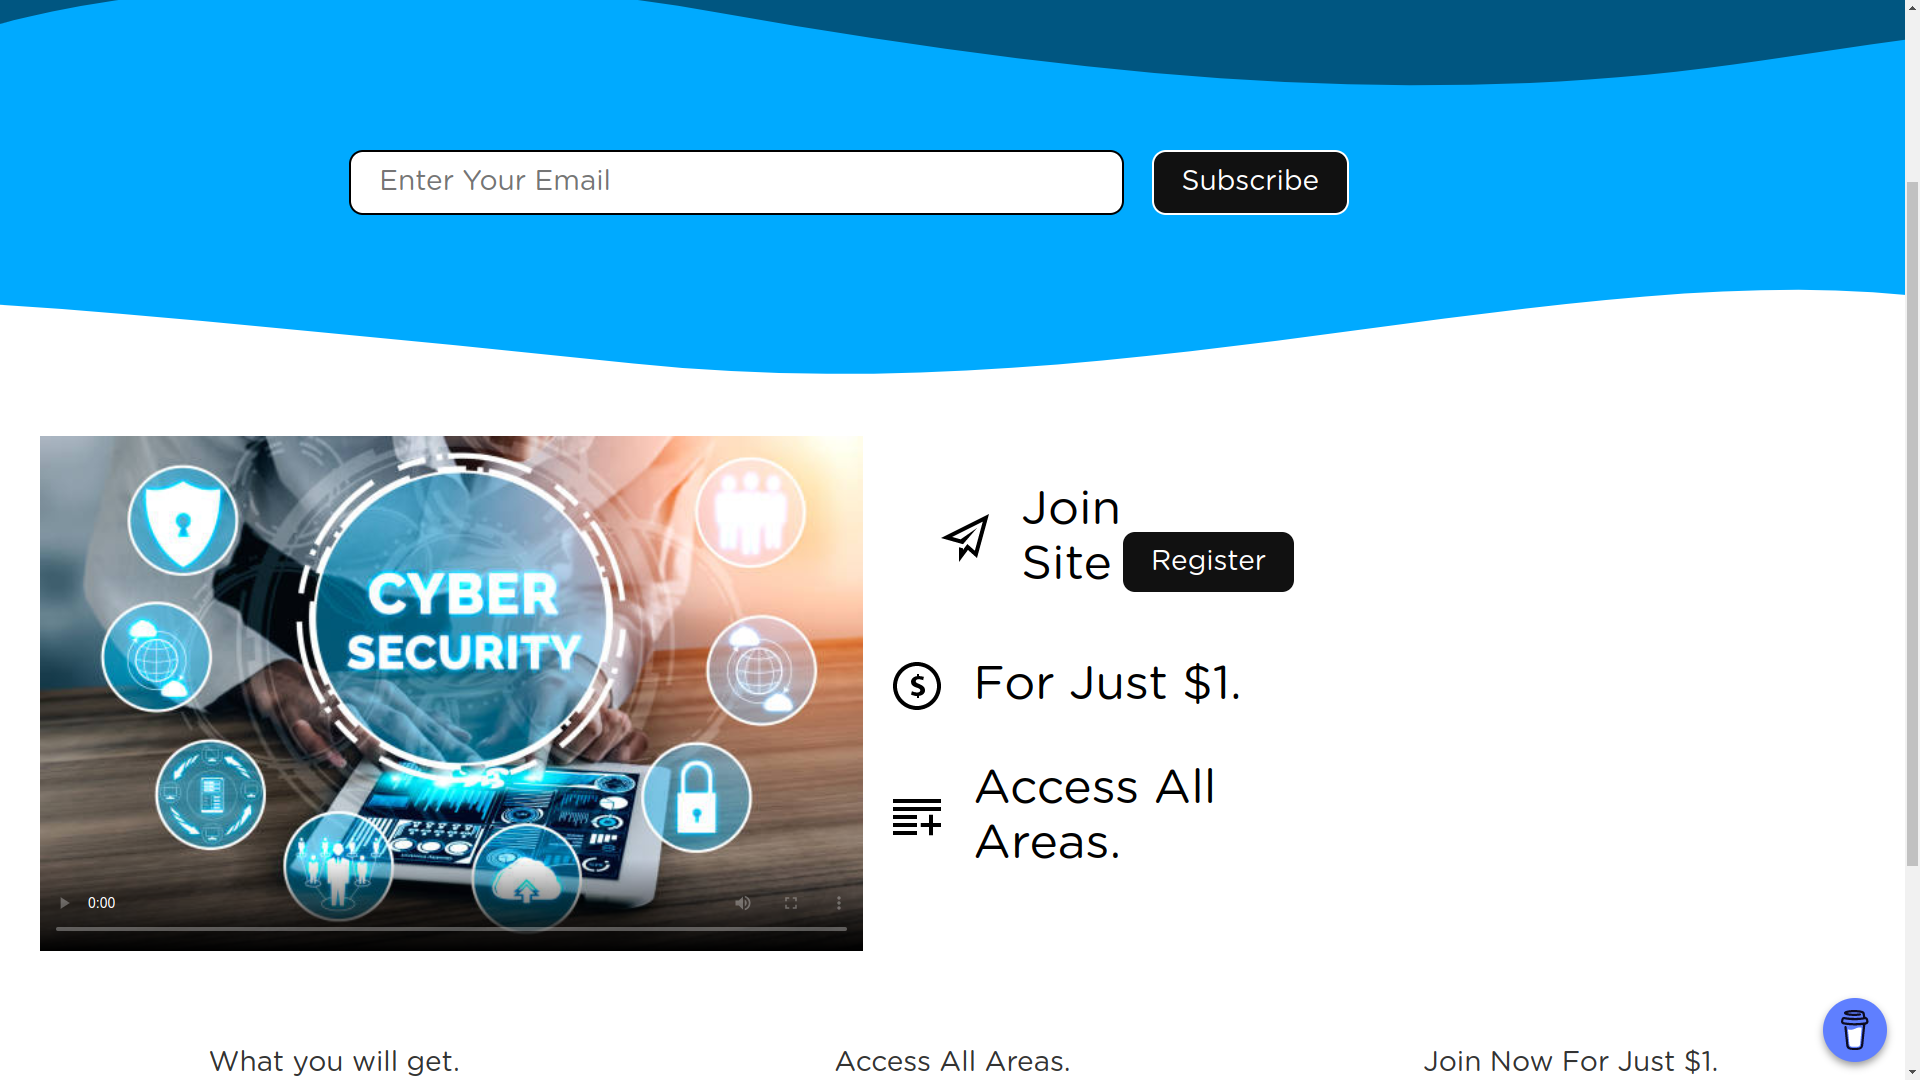 Enter Your Email
Subscribe
CYBER
SECURITY
0:00
Join
Site
Register
For Just $1.
Access All
Areas.
What you will get.
Access All Areas.
Join Now For Just $1.